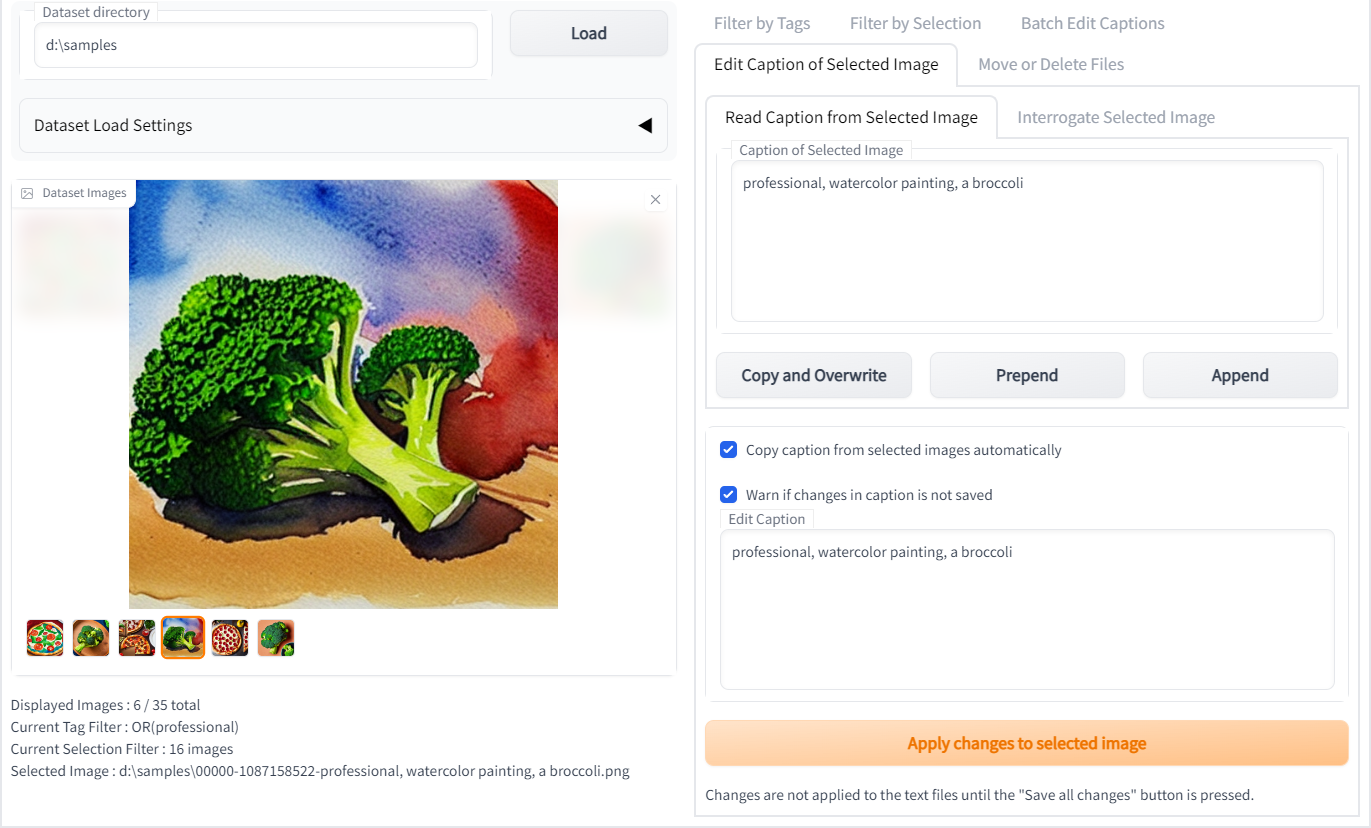 Dataset directory
d:\samples
Load
Dataset Load Settings
Dataset Images
Displayed Images : 6 / 35 total
Current Tag Filter : OR(professional)
Current Selection Filter : 16 images
Selected Image : d:\samples\00000-1087158522-professional, watercolor painting, a broccoli.png
Filter by Tags
Filter by Selection
Batch Edit Captions
Edit Caption of Selected Image
Move or Delete Files
Read Caption from Selected Image
Interrogate Selected Image
Caption of Selected Image
professional, watercolor painting, a broccoli
Copy and Overwrite
Prepend
Append
Copy caption from selected images automatically
Warn if changes in caption is not saved
Edit Caption
professional, watercolor painting, a broccoli
Apply changes to selected image
Changes are not applied to the text files until the "Save all changes" button is pressed.